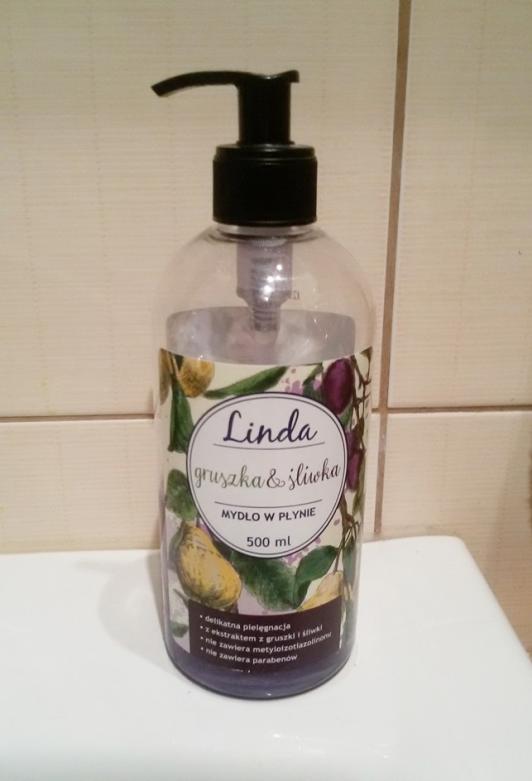 Linda
gruszka & śliwka
MYDŁO W PŁYNIE
500 ml
• delikatna pielęgnacja
• z ekstraktem z gruszki i śliwki
• nie zawiera metyloizotiazolinonu
• nie zawiera parabenów